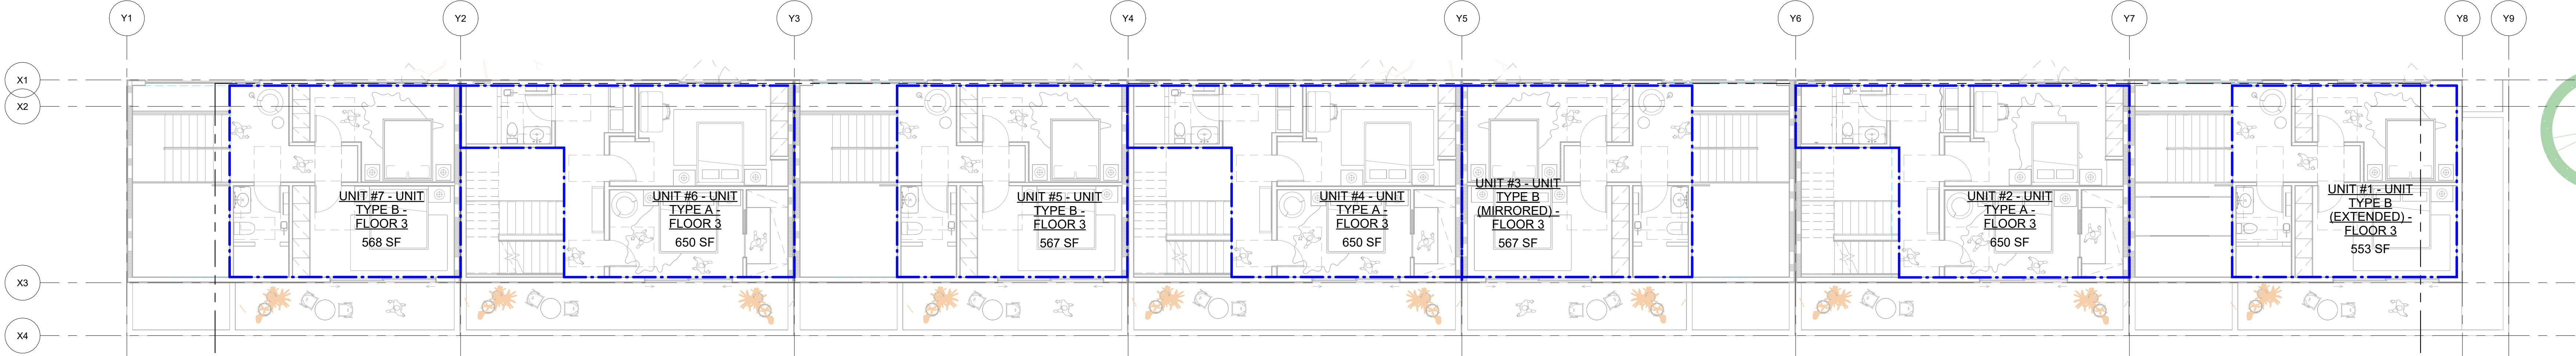 Y1
Y2
Y3
Y4
Y5
Y6
Y7
Y8
Y9
X1
X2
X3
X4
UNIT #7 - UNIT
TYPE B -
FLOOR 3
568 SF
UNIT #6 - UNIT
TYPE A -
FLOOR 3
650 SF
UNIT #5 - UNIT
TYPE B -
FLOOR 3
567 SF
UNIT #4 - UNIT
TYPE A -
FLOOR 3
650 SF
UNIT #3 - UNIT
TYPE B
(MIRRORED) -
FLOOR 3
567 SF
UNIT #2 - UNIT
TYPE A -
FLOOR 3
650 SF
UNIT #1 - UNIT
TYPE B
(EXTENDED) -
FLOOR 3
553 SF